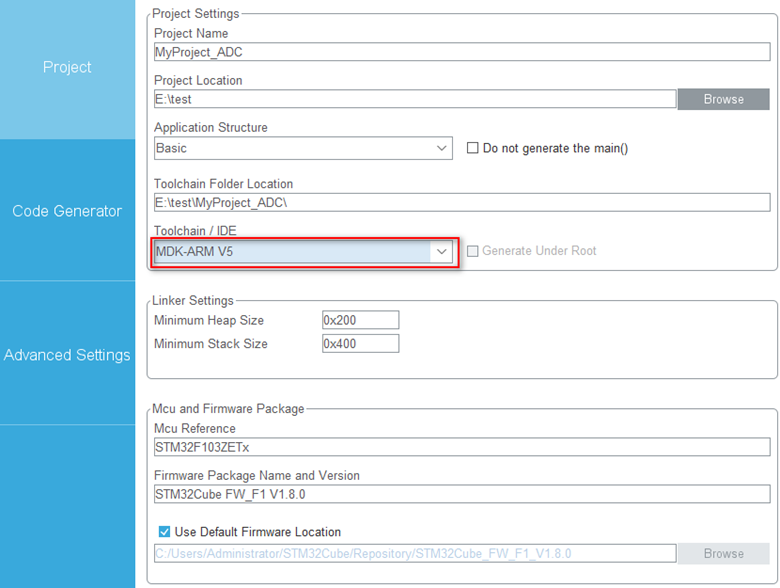 Project
Code Generator
Advanced Settings
Project Settings
Project Name
MyProject_ADC
Project Location
E:\test
Browse
Application Structure
Basic
Do not generate the main()
Toolchain Folder Location
E:\test\MyProject_ADC\
Toolchain / IDE
MDK-ARM V5
Generate Under Root
Linker Settings
Minimum Heap Size
0x200
Minimum Stack Size
0x400
Mcu and Firmware Package
Mcu Reference
STM32F103ZETx
Firmware Package Name and Version
STM32Cube FW_F1 V1.8.0
Use Default Firmware Location
C:/Users/Administrator/STM32Cube/Repository/STM32Cube_FW_F1_V1.8.0
Browse